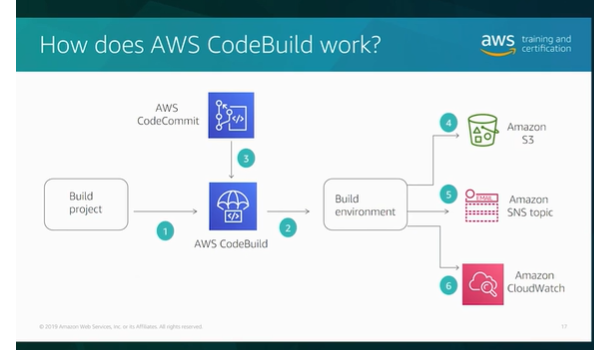 How does AWS CodeBuild work?
aws training and
certification
AWS
CodeCommit
3
Build
project
1
AWS CodeBuild
2
Build
environment
4
Amazon
S3
5
EMAIL
Amazon
SNS topic
6
Amazon
CloudWatch
© 2019 Amazon Web Services, Inc. or its Affiliates. All rights reserved.
17